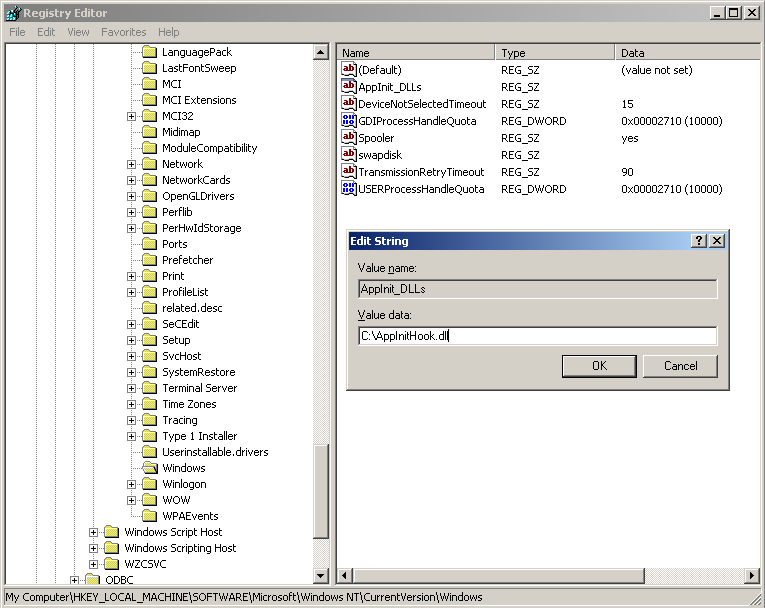 Registry Editor
File Edit View Favorites Help
LanguagePack
LastFontSweep
MCI
MCI Extensions
MCI32
Midimap
ModuleCompatibility
Network
NetworkCards
OpenGLDrivers
Perflib
PerHwIdStorage
Ports
Prefetcher
Print
ProfileList
related.desc
SeCEdit
Setup
SvcHost
SystemRestore
Terminal Server
Time Zones
Tracing
Type 1 Installer
Userinstallable.drivers
Windows
Winlogon
WOW
WPAEvents
Windows Script Host
Windows Scripting Host
WZCSVC
ODBC
Name Type Data
(Default) REG_SZ (value not set)
AppInit_DLLs REG_SZ
DeviceNotSelectedTimeout REG_SZ 15
GDIProcessHandleQuota REG_DWORD 0x00002710 (10000)
Spooler REG_SZ yes
swapdisk REG_SZ
TransmissionRetryTimeout REG_SZ 90
USERProcessHandleQuota REG_DWORD 0x00002710 (10000)
Edit String
Value name:
AppInit_DLLs
Value data:
C:\AppInitHook.dll
OK Cancel
My Computer\HKEY_LOCAL_MACHINE\SOFTWARE\Microsoft\Windows NT\CurrentVersion\Windows